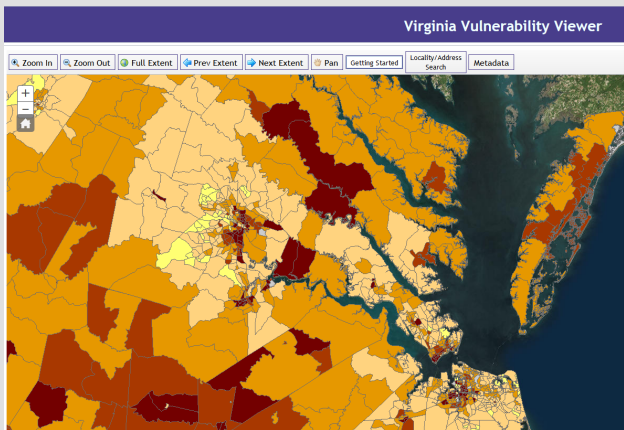 Virginia Vulnerability Viewer
Zoom In Zoom Out Full Extent Prev Extent Next Extent Pan Getting Started Locality/Address Search Metadata
+
−